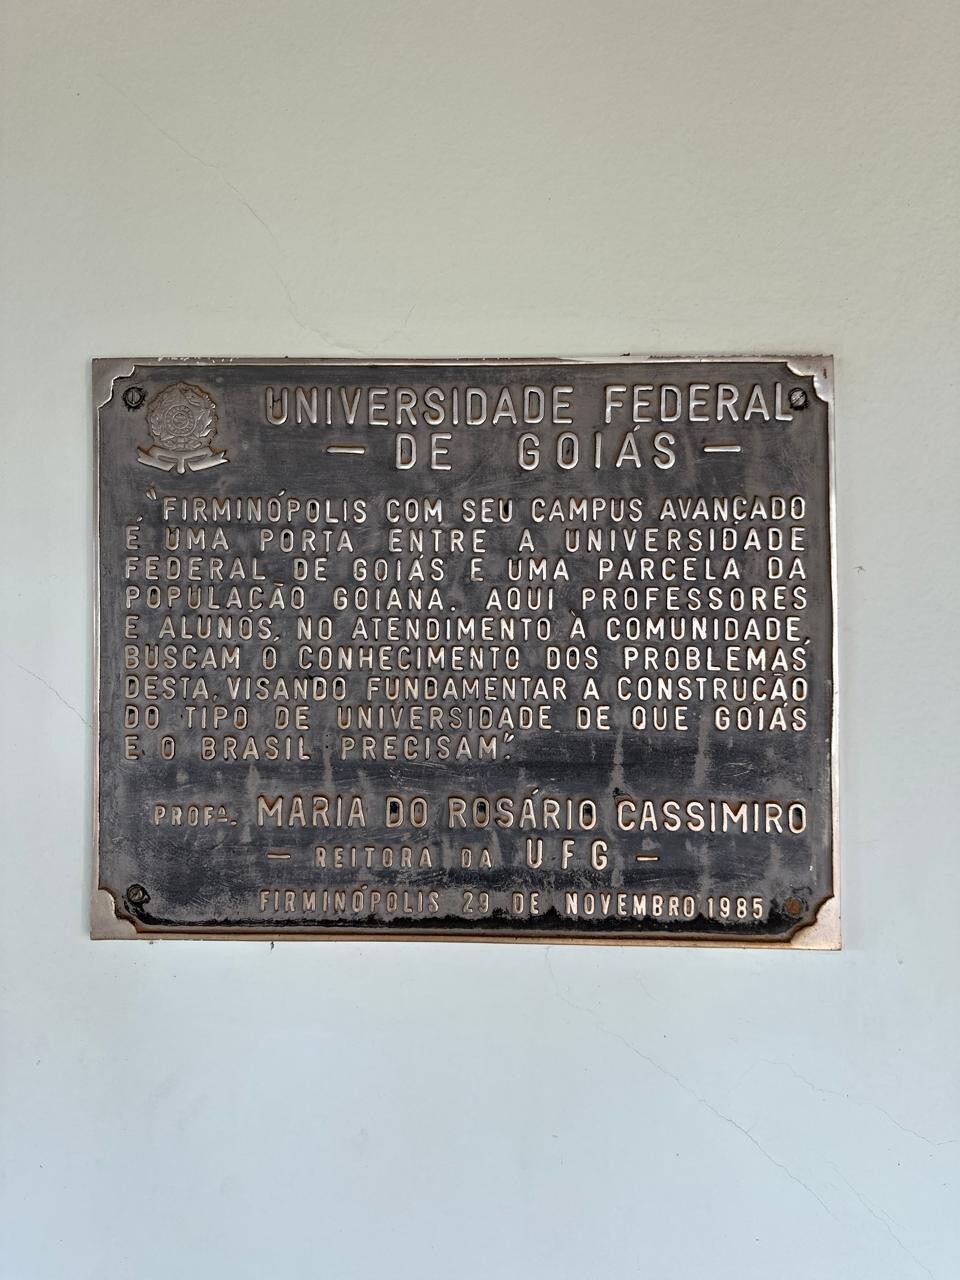 UNIVERSIDADE FEDERAL
— DE GOIÁS —
"FIRMINÓPOLIS COM SEU CAMPUS AVANÇADO
É UMA PORTA ENTRE A UNIVERSIDADE
FEDERAL DE GOIÁS E UMA PARCELA DA
POPULAÇÃO GOIANA. AQUI PROFESSORES
E ALUNOS, NO ATENDIMENTO À COMUNIDADE,
BUSCAM O CONHECIMENTO DOS PROBLEMAS
DESTA, VISANDO FUNDAMENTAR A CONSTRUÇÃO
DO TIPO DE UNIVERSIDADE DE QUE GOIÁS
E O BRASIL PRECISAM".
PROFª. MARIA DO ROSÁRIO CASSIMIRO
— REITORA DA UFG —
FIRMINÓPOLIS 29 DE NOVEMBRO 1985